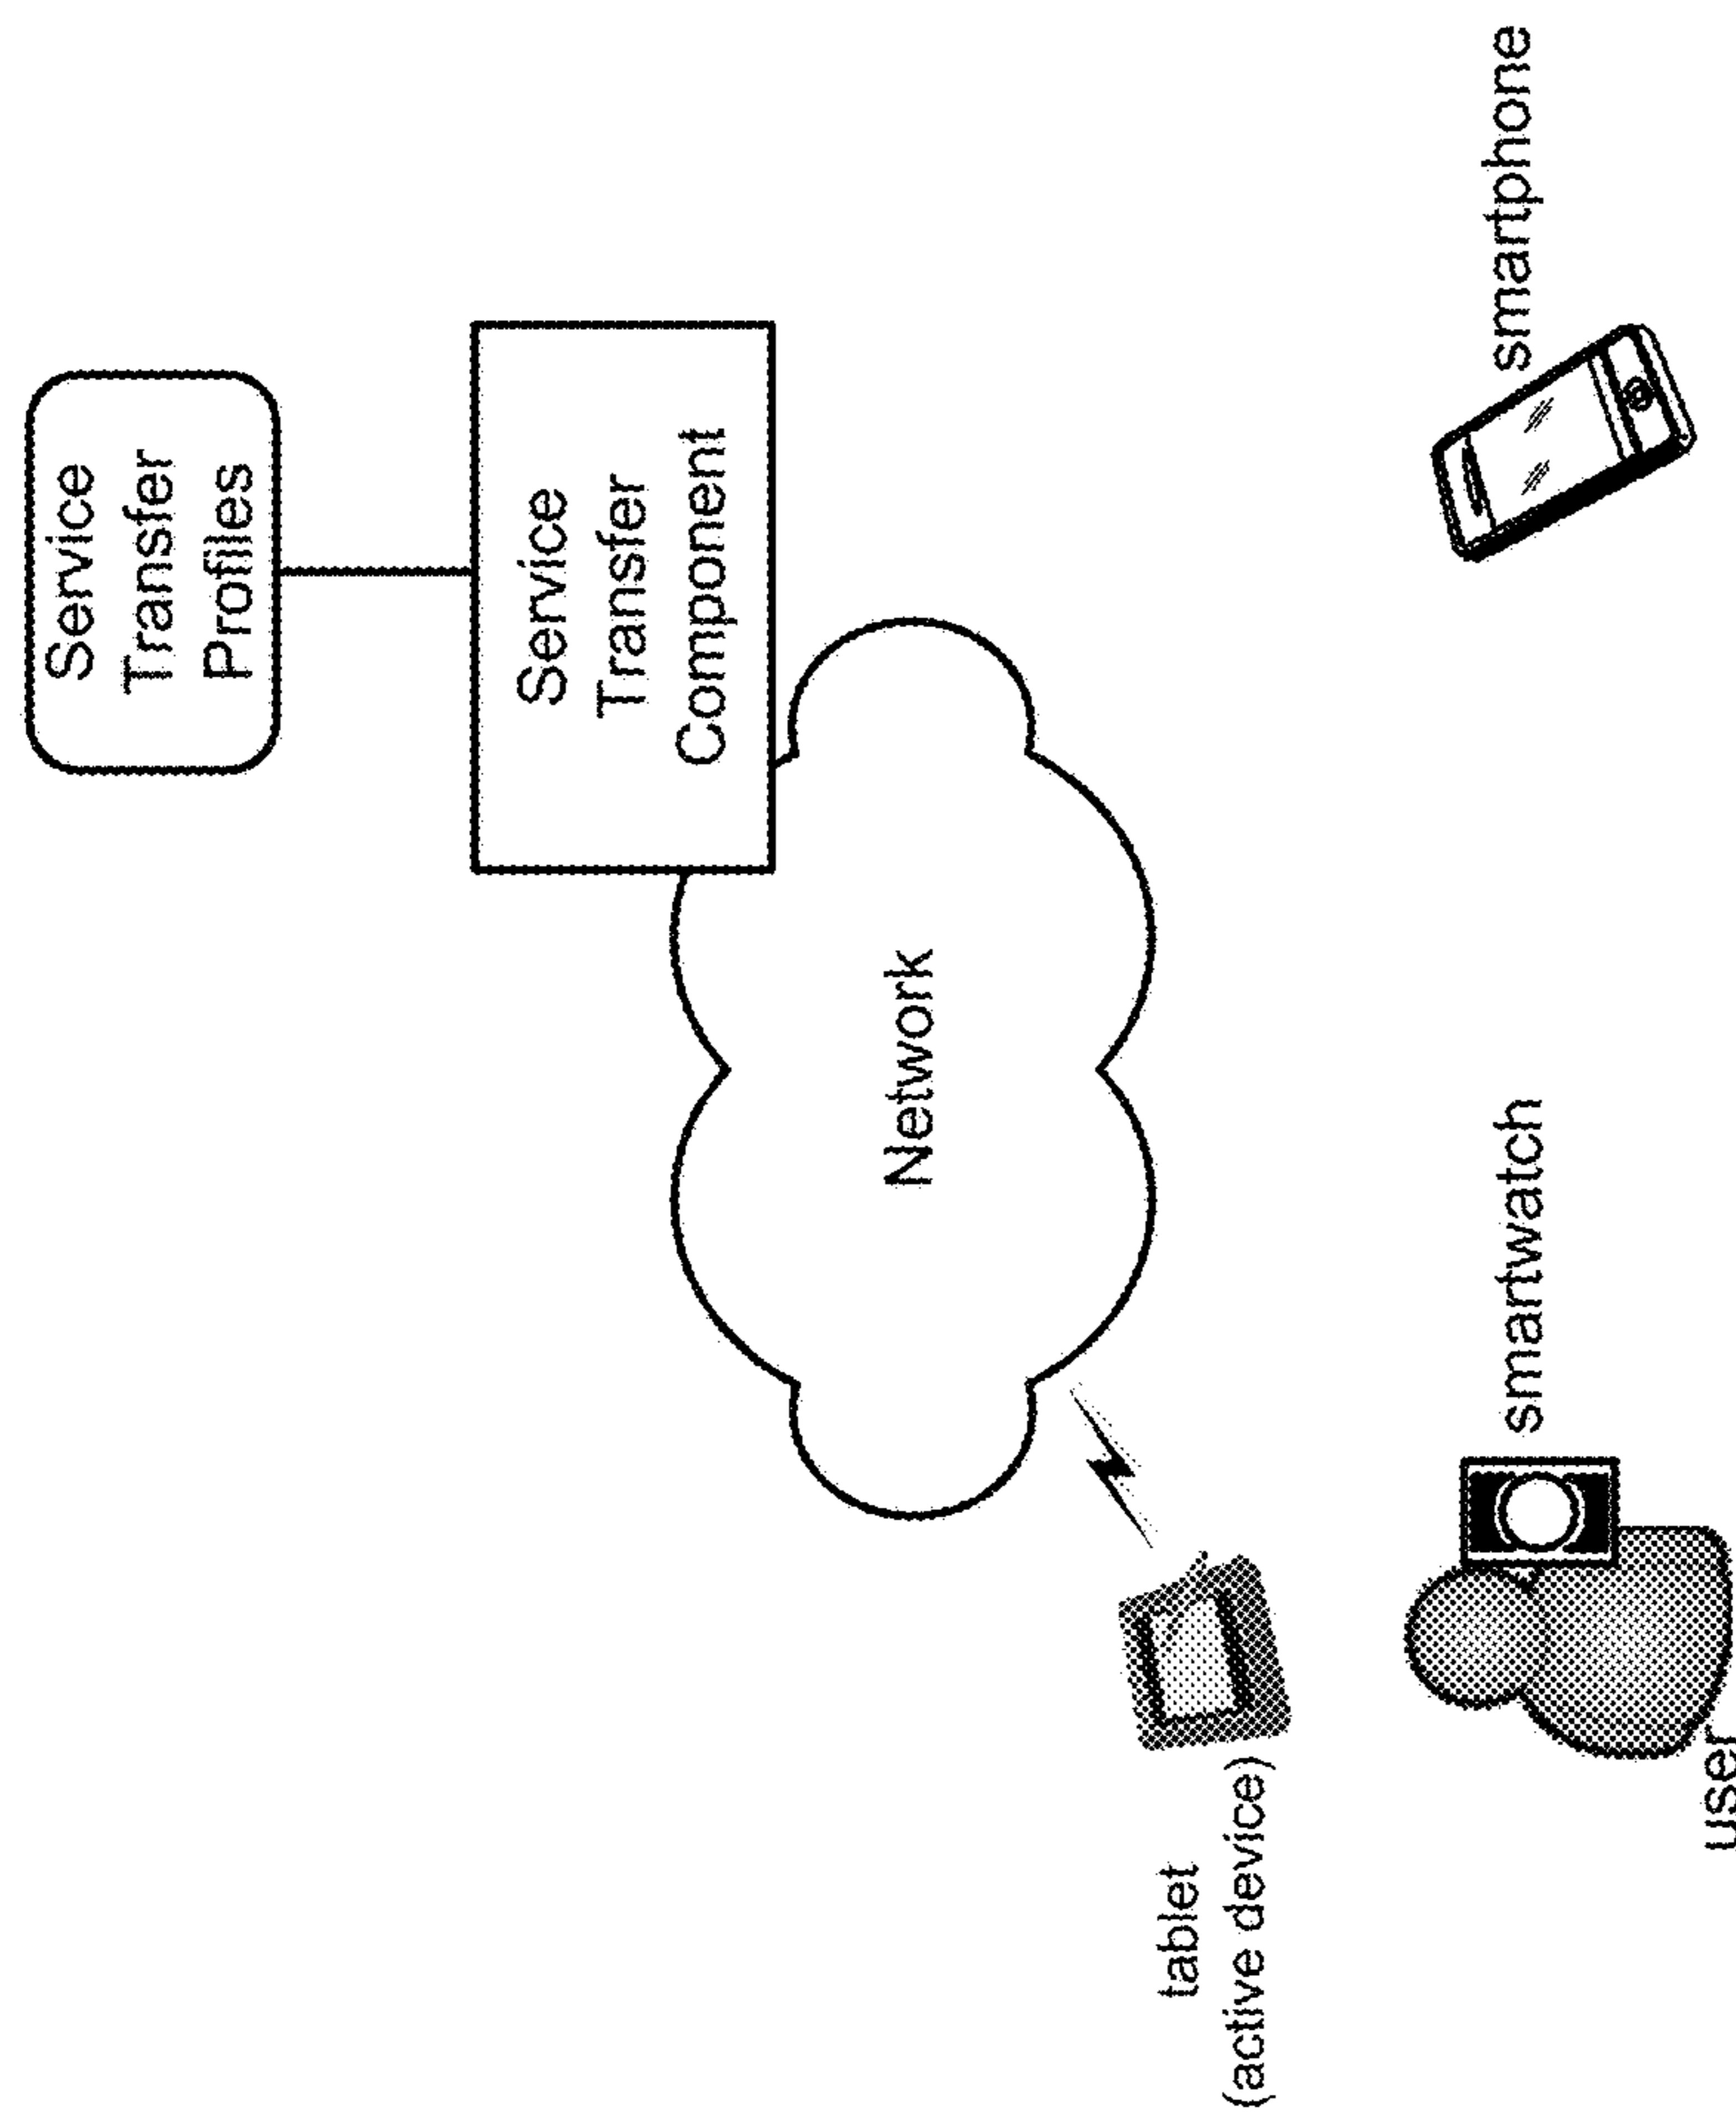 Service
Transfer
Profiles
Service
Transfer
Component
Network
tablet
(active device)
smartwatch
smartphone
user